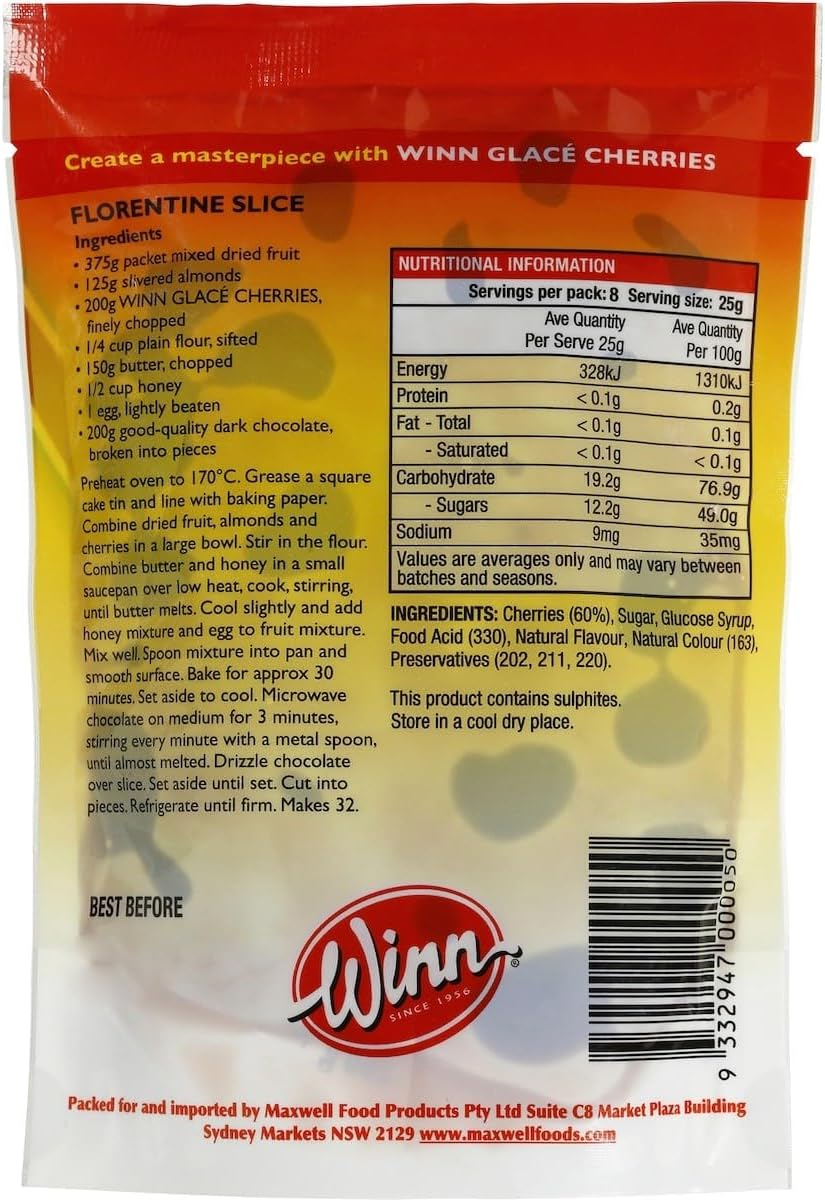 Create a masterpiece with WINN GLACÉ CHERRIES
FLORENTINE SLICE
Ingredients
• 375g packet mixed dried fruit
• 125g slivered almonds
• 200g WINN GLACÉ CHERRIES,
finely chopped
• 1/4 cup plain flour, sifted
• 150g butter, chopped
• 1/2 cup honey
• 1 egg, lightly beaten
• 200g good-quality dark chocolate,
broken into pieces
Preheat oven to 170°C. Grease a square
cake tin and line with baking paper.
Combine dried fruit, almonds and
cherries in a large bowl. Stir in the flour.
Combine butter and honey in a small
saucepan over low heat, cook, stirring,
until butter melts. Cool slightly and add
honey mixture and egg to fruit mixture.
Mix well. Spoon mixture into pan and
smooth surface. Bake for approx 30
minutes. Set aside to cool. Microwave
chocolate on medium for 3 minutes,
stirring every minute with a metal spoon,
until almost melted. Drizzle chocolate
over slice. Set aside until set. Cut into
pieces. Refrigerate until firm. Makes 32.
BEST BEFORE
NUTRITIONAL INFORMATION
Servings per pack: 8 Serving size: 25g
Ave Quantity Ave Quantity
Per Serve 25g Per 100g
Energy 328kJ 1310kJ
Protein < 0.1g 0.2g
Fat - Total < 0.1g 0.1g
- Saturated < 0.1g < 0.1g
Carbohydrate 19.2g 76.9g
- Sugars 12.2g 49.0g
Sodium 9mg 35mg
Values are averages only and may vary between
batches and seasons.
INGREDIENTS: Cherries (60%), Sugar, Glucose Syrup,
Food Acid (330), Natural Flavour, Natural Colour (163),
Preservatives (202, 211, 220).
This product contains sulphites.
Store in a cool dry place.
Winn®
SINCE 1956
9 332947 000050
Packed for and imported by Maxwell Food Products Pty Ltd Suite C8 Market Plaza Building
Sydney Markets NSW 2129 www.maxwellfoods.com